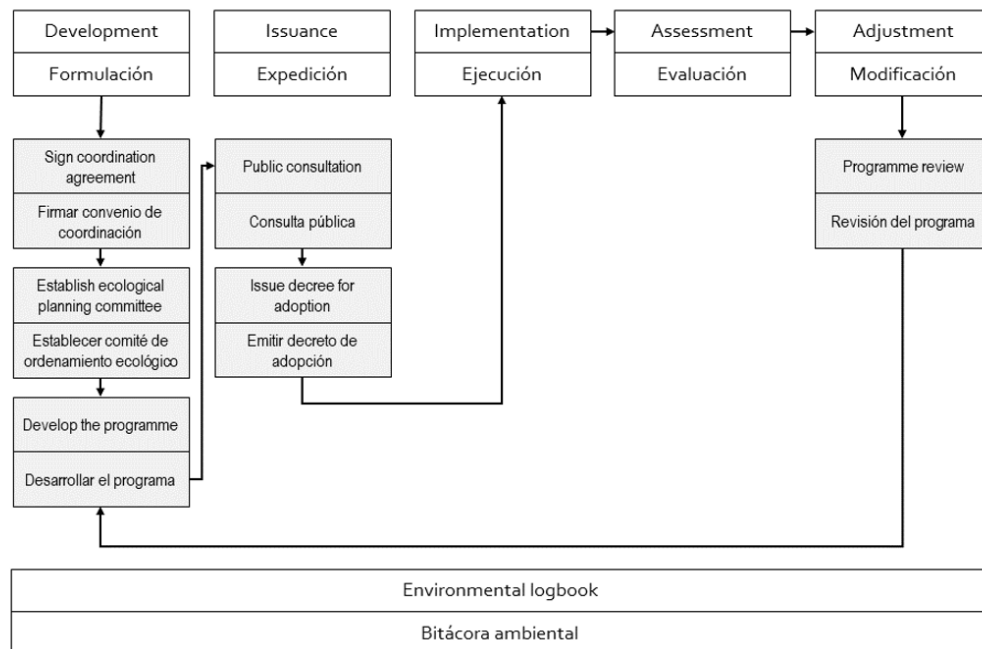 Development
Formulación
Issuance
Expedición
Implementation
Ejecución
Assessment
Evaluación
Adjustment
Modificación
Sign coordination
agreement
Firmar convenio de
coordinación
Establish ecological
planning committee
Establecer comité de
ordenamiento ecológico
Develop the programme
Desarrollar el programa
Public consultation
Consulta pública
Issue decree for
adoption
Emitir decreto de
adopción
Programme review
Revisión del programa
Environmental logbook
Bitácora ambiental